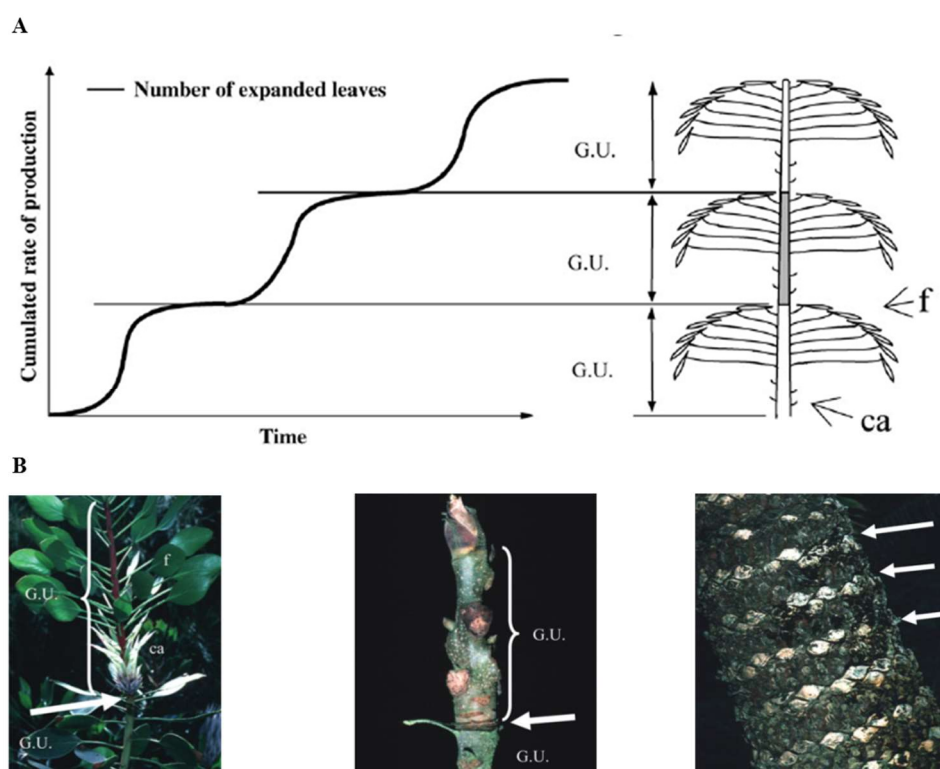 A
Number of expanded leaves
Cumulated rate of production
Time
G.U.
G.U.
G.U.
f
ca
B
G.U.
f
ca
G.U.
G.U.
G.U.